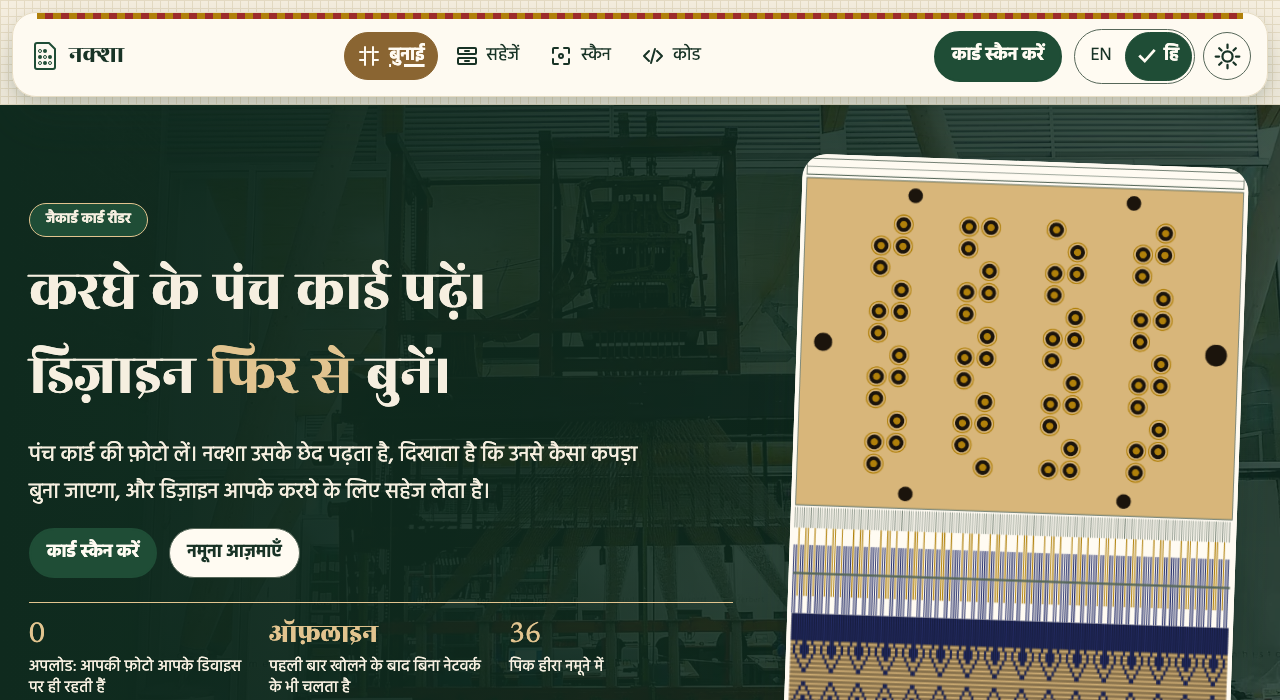 नक्शा
बुनाई
सहेजें
स्कैन
कोड
कार्ड स्कैन करें
EN
हि
जैकार्ड कार्ड रीडर
करघे के पंच कार्ड पढ़ें।
डिज़ाइन फिर से बुनें।
पंच कार्ड की फ़ोटो लें। नक्शा उसके छेद पढ़ता है, दिखाता है कि उनसे कैसा कपड़ा
बुना जाएगा, और डिज़ाइन आपके करघे के लिए सहेज लेता है।
कार्ड स्कैन करें
नमूना आज़माएँ
0
अपलोड: आपकी फ़ोटो आपके डिवाइस
पर ही रहती है
ऑफ़लाइन
पहली बार खोलने के बाद बिना नेटवर्क
के भी चलता है
36
पिक हीरा नमूने में